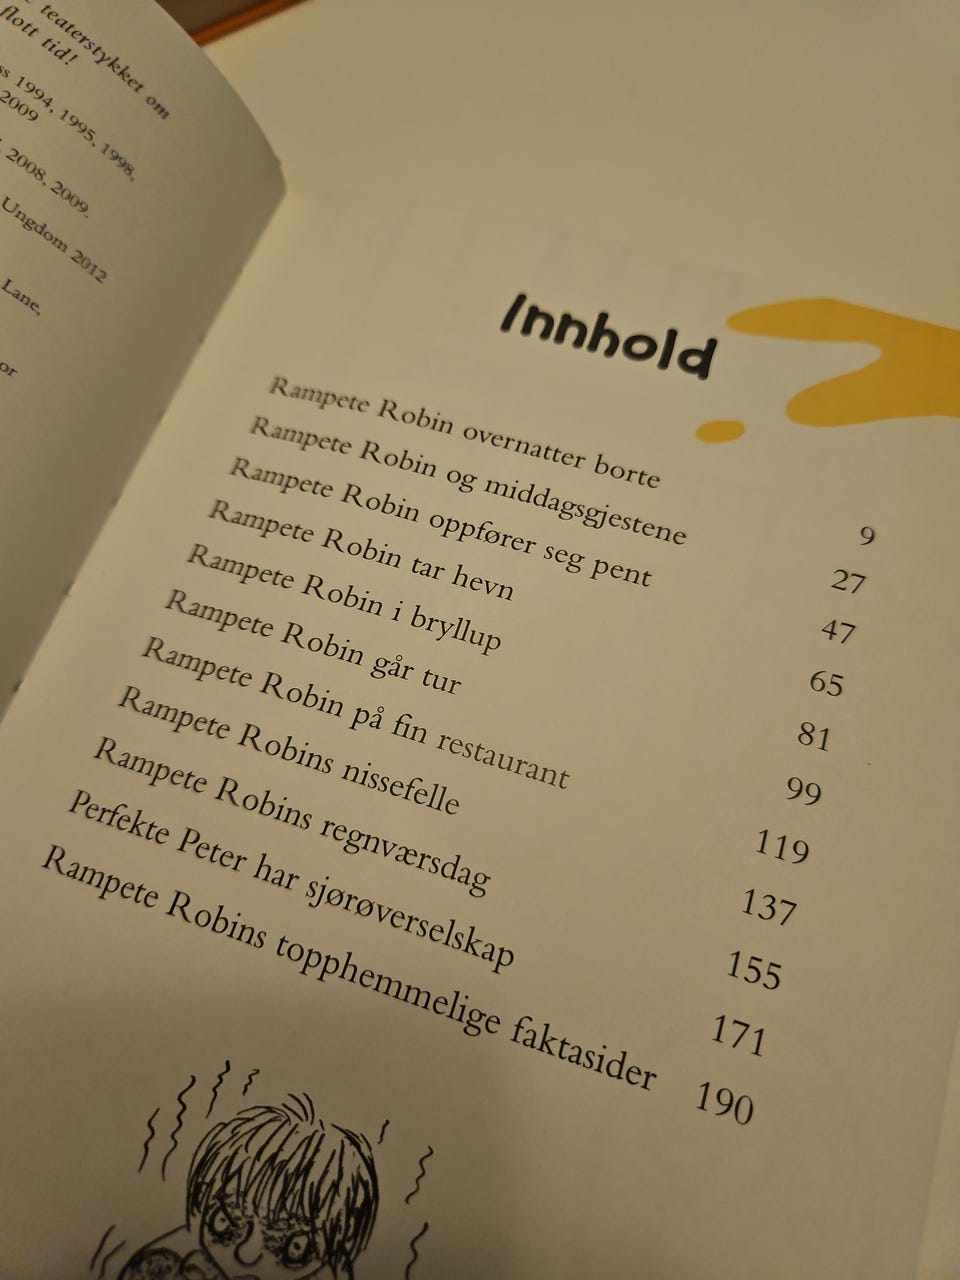 teaterstykket om
flott tid!
1994, 1995, 1998,
2009
2008, 2009,
Ungdom 2012
Lane,
Innhold
Rampete Robin overnatter borte 9
Rampete Robin og middagsgjestene 27
Rampete Robin oppfører seg pent 47
Rampete Robin tar hevn 65
Rampete Robin i bryllup 81
Rampete Robin går tur 99
Rampete Robin på fin restaurant 119
Rampete Robins nissefelle 137
Rampete Robins regnværsdag 155
Perfekte Peter har sjørøverselskap 171
Rampete Robins topphemmelige faktasider 190